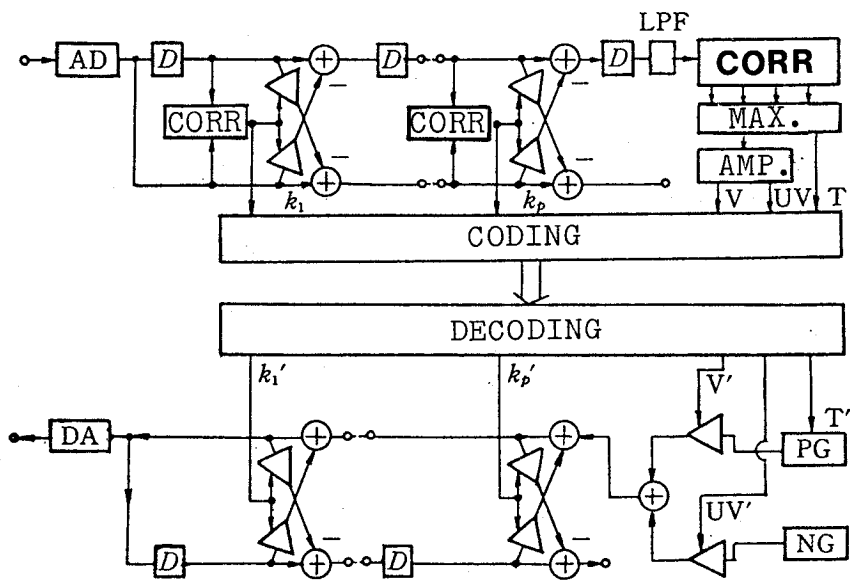 LPF
AD D D D CORR
CORR CORR MAX.
AMP.
k₁ kₚ V UV T
CODING
DECODING
k₁′ kₚ′ V′ T′
DA PG
UV′
D D NG